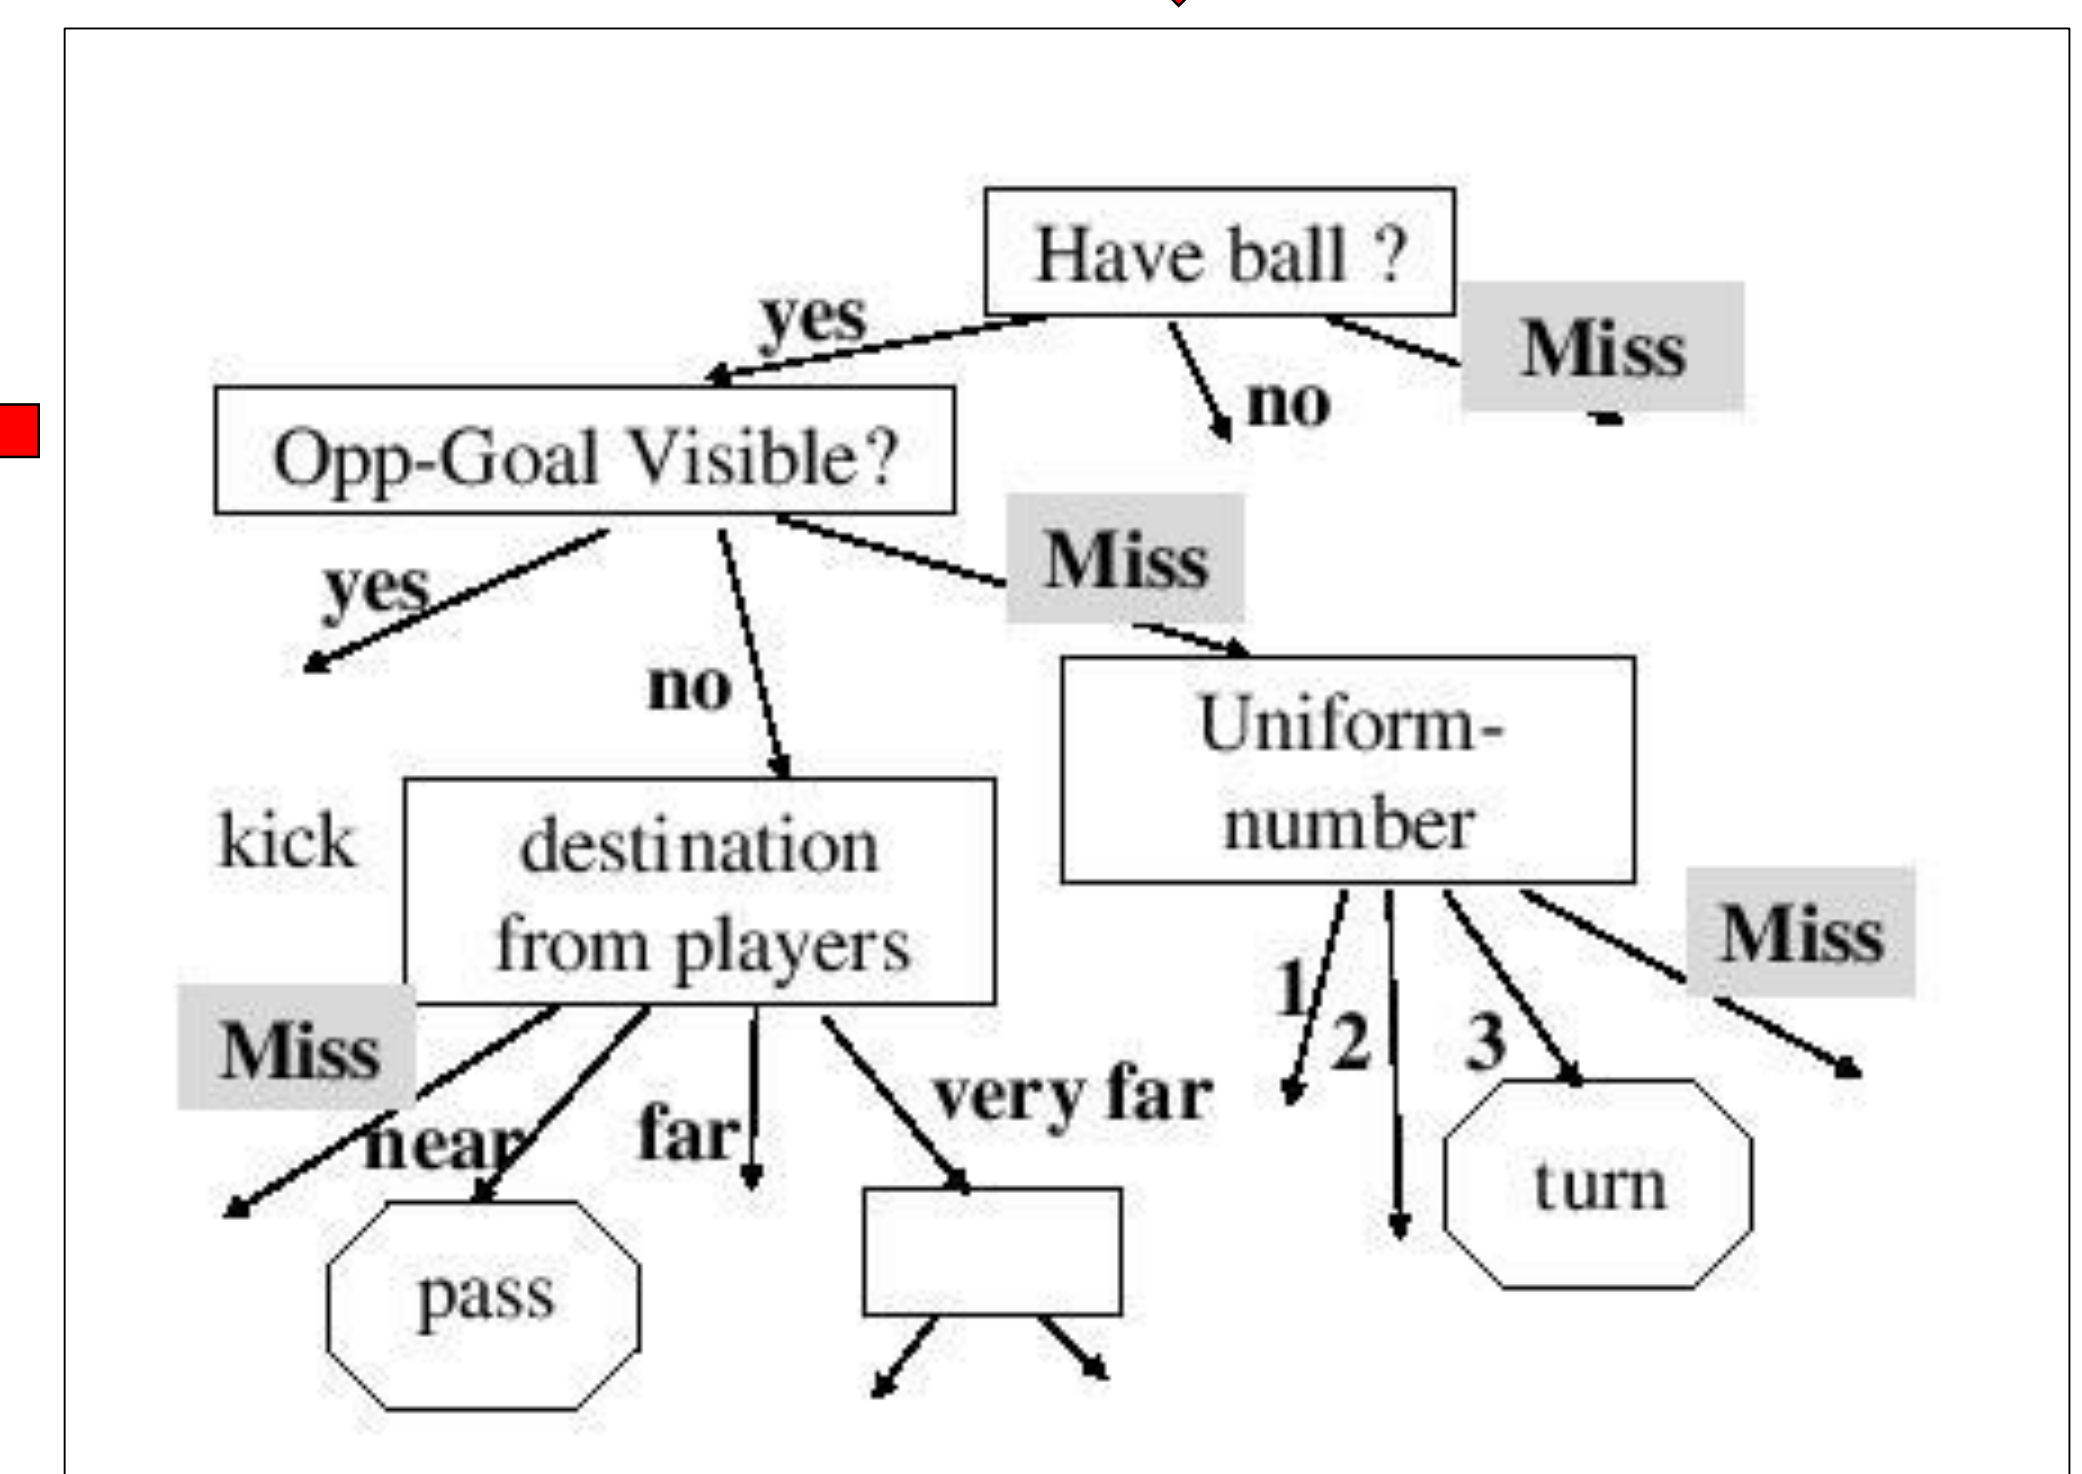 Have ball ?
yes
Miss
no
Opp-Goal Visible?
Miss
yes
no
Uniform-
number
kick
destination
from players
Miss
1
2
3
Miss
near
far
very far
turn
pass